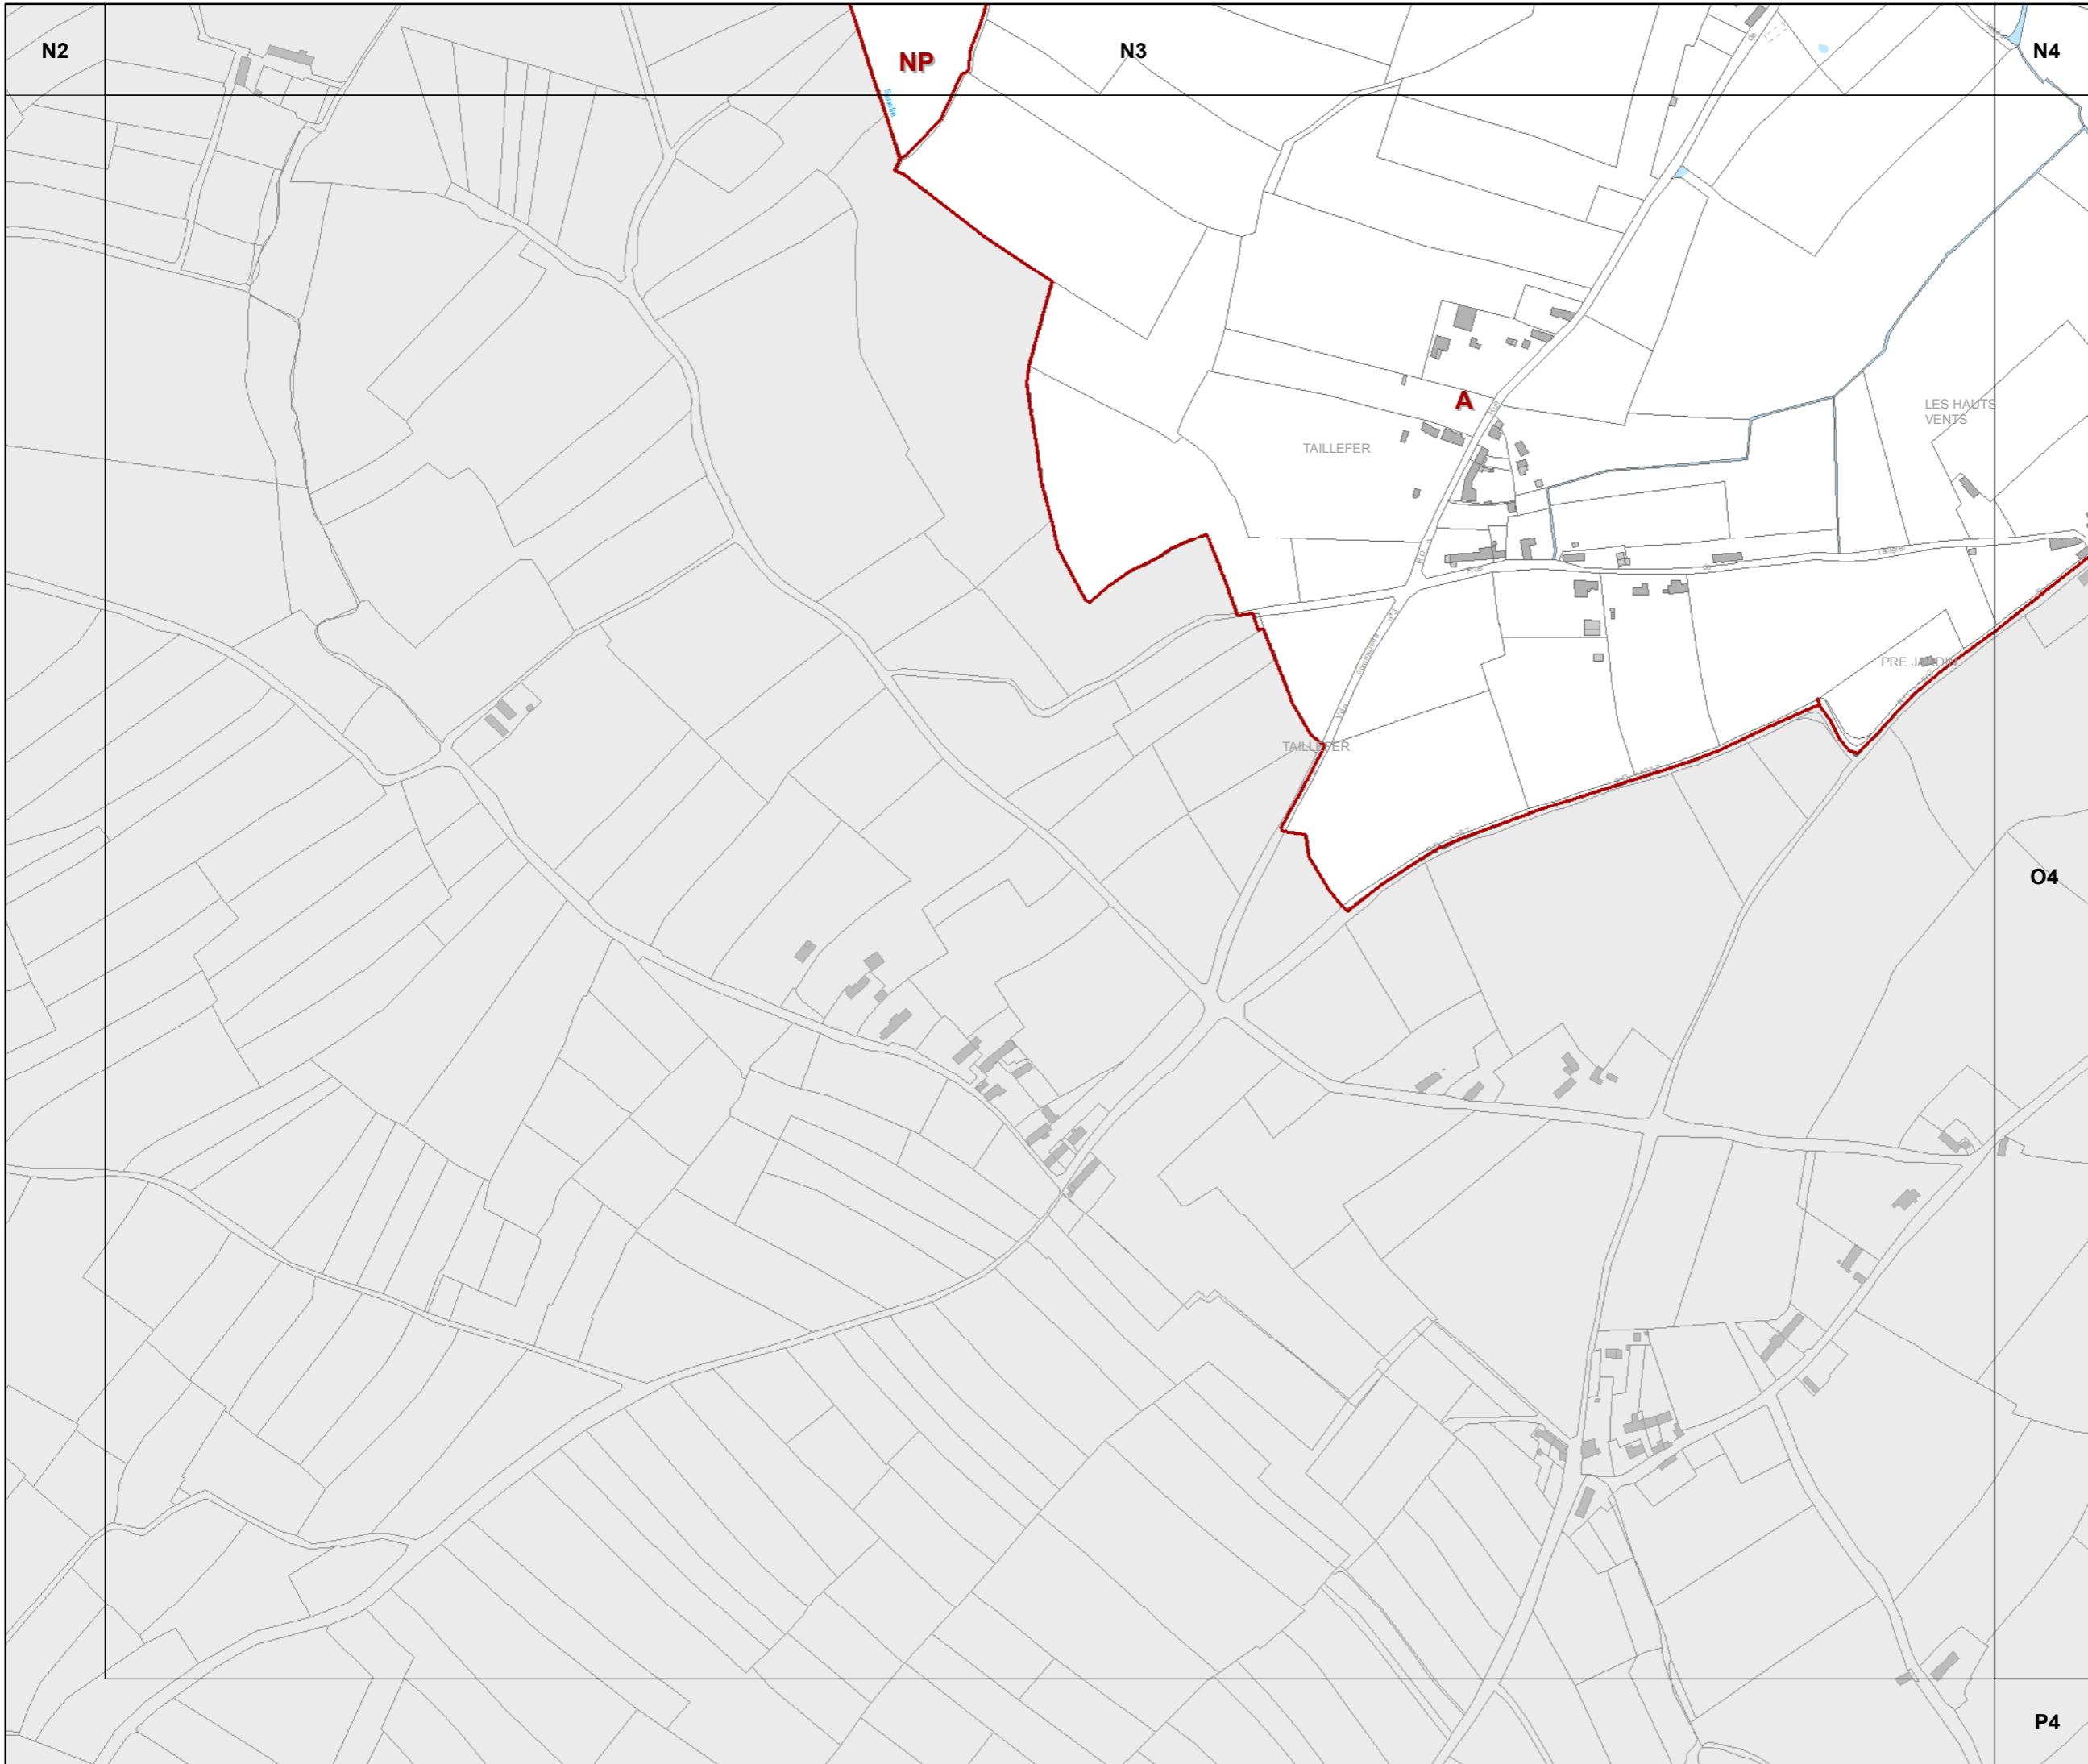 N2
NP
N3
N4
A
LES HAUTS
VENTS
TAILLEFER
PRE JARDIN
TAILLEFER
O4
P4